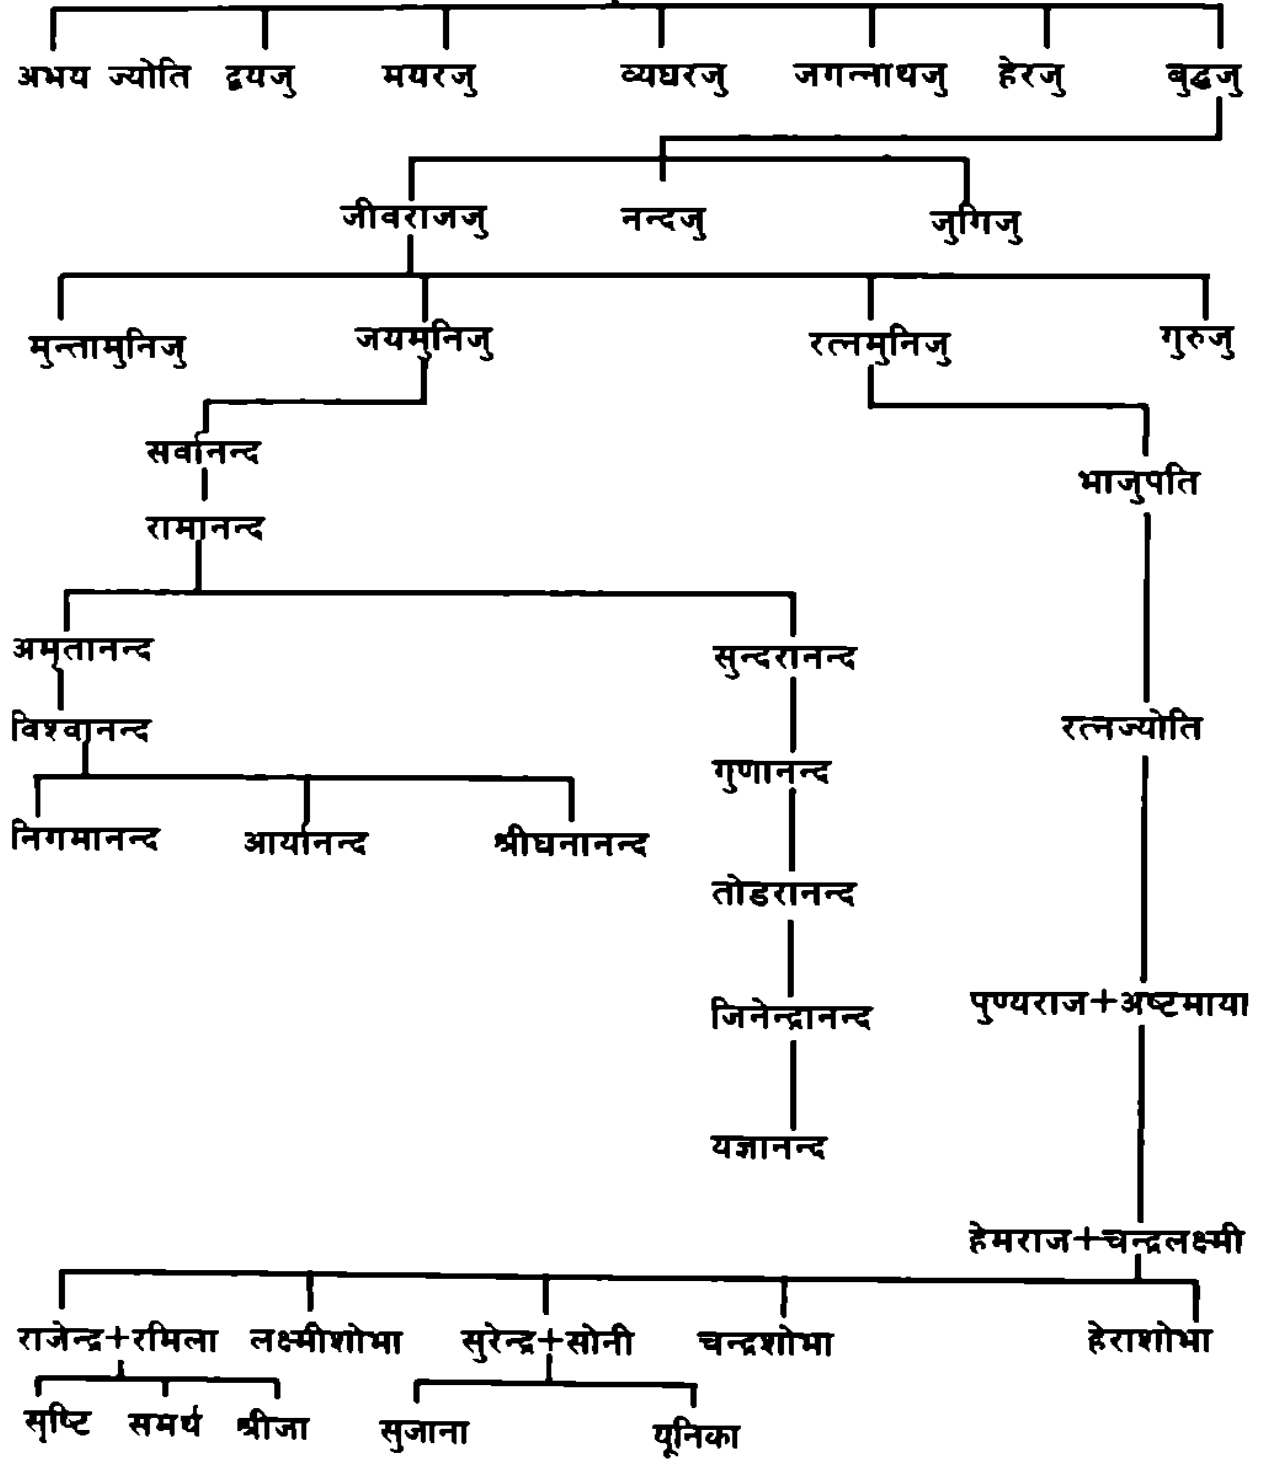 अभय ज्योति द्वयजु मयरजु व्यघरजु जगन्नाथजु हेरजु बुद्धजु
जीवराजजु नन्दजु जुगिजु
मुन्तामुनिजु जयमुनिजु रत्नमुनिजु गुरुजु
सर्वानन्द
भाजुपति
रामानन्द
अमृतानन्द सुन्दरानन्द
विश्वानन्द रत्नज्योति
गुणानन्द
निगमानन्द आर्यानन्द श्रीघनानन्द
तोडरानन्द
जिनेन्द्रानन्द पुण्यराज+अष्टमाया
यज्ञानन्द
हेमराज+चन्द्रलक्ष्मी
राजेन्द्र+रमिला लक्ष्मीशोभा सुरेन्द्र+सोनी चन्द्रशोभा हेराशोभा
सृष्टि समर्थ श्रीजा सुजाना यूनिका